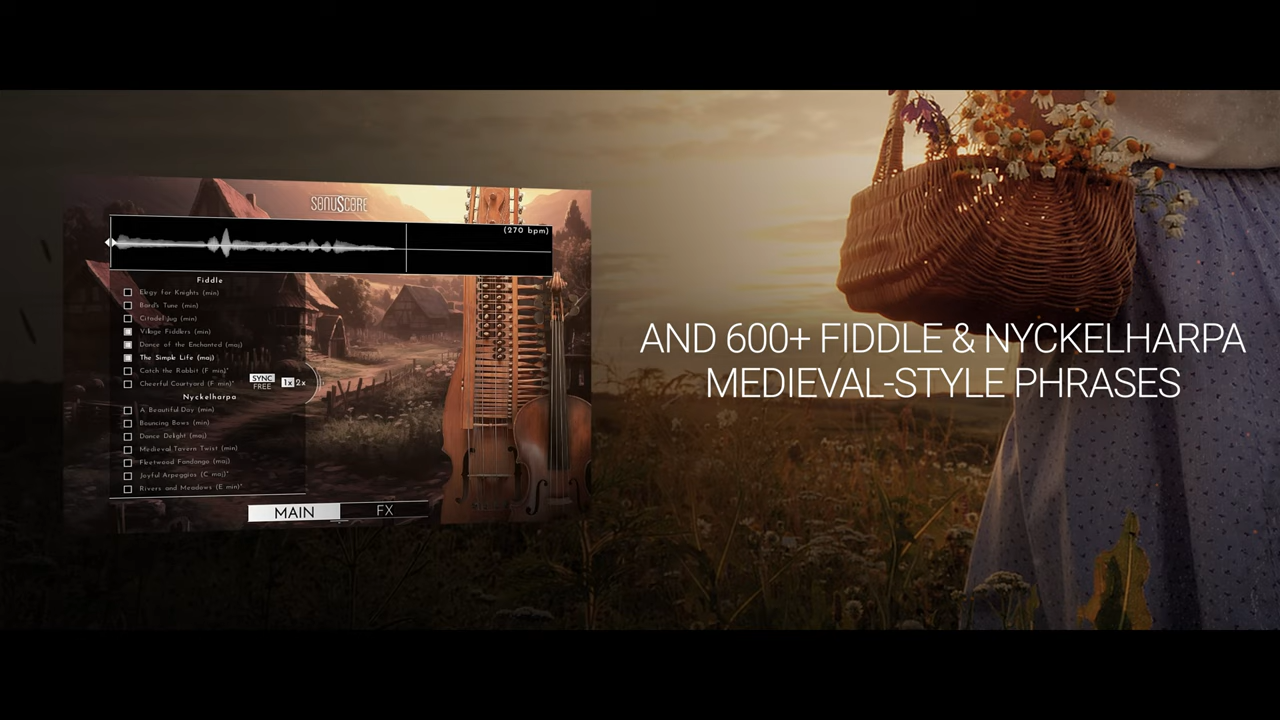 SONUSCORE
(270 bpm)
Fiddle
Elegy for Knights (min)
Bard's Tune (min)
Citadel Jug (min)
Village Fiddlers (min)
Dance of the Enchanted (maj)
The Simple Life (maj)
Catch the Rabbit (F min)*
Cheerful Courtyard (F min)*
SYNC
FREE
1x 2x
Nyckelharpa
A Beautiful Day (min)
Bouncing Bows (min)
Dance Delight (maj)
Medieval Tavern Twist (min)
Fleetwood Fandango (maj)
Joyful Arpeggios (C maj)*
Rivers and Meadows (E min)*
MAIN
FX
AND 600+ FIDDLE & NYCKELHARPA
MEDIEVAL-STYLE PHRASES